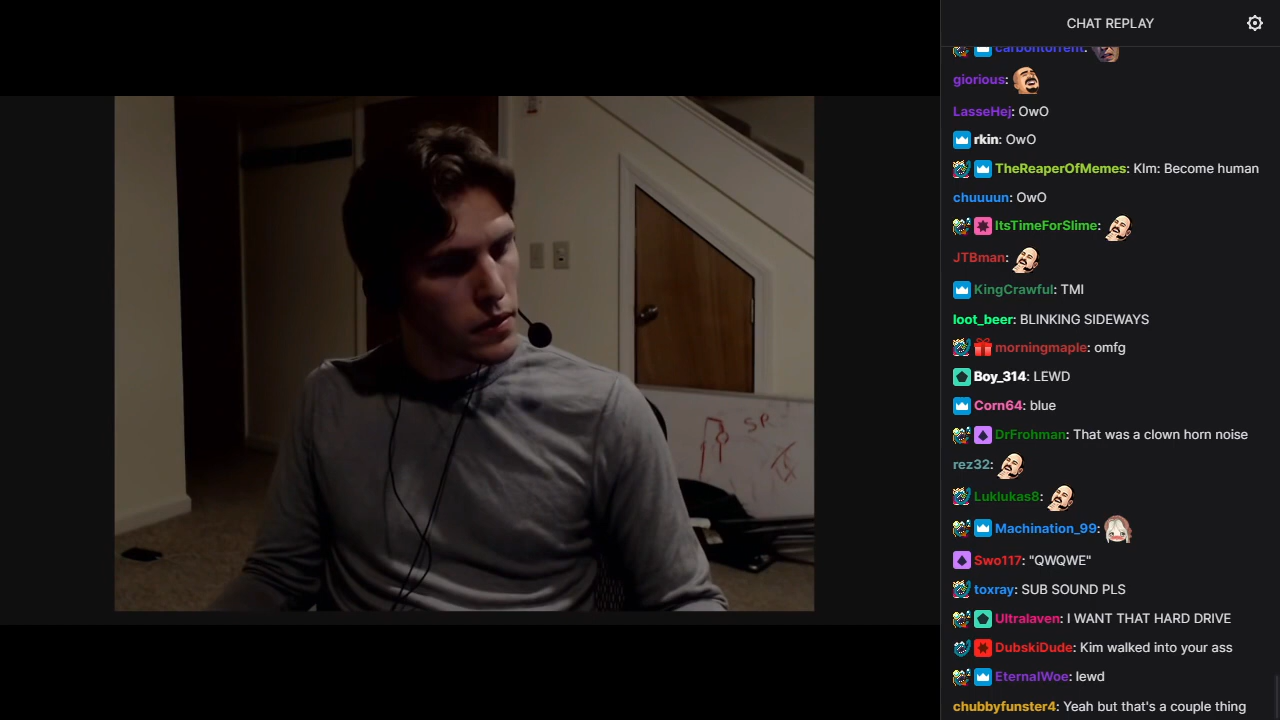 CHAT REPLAY
carbontorrent:
giorious:
LasseHej: OwO
rkin: OwO
TheReaperOfMemes: KIm: Become human
chuuuun: OwO
ItsTimeForSlime:
JTBman:
KingCrawful: TMI
loot_beer: BLINKING SIDEWAYS
morningmaple: omfg
Boy_314: LEWD
Corn64: blue
DrFrohman: That was a clown horn noise
rez32:
Luklukas8:
Machination_99:
Swo117: "QWQWE"
toxray: SUB SOUND PLS
Ultralaven: I WANT THAT HARD DRIVE
DubskiDude: Kim walked into your ass
EternalWoe: lewd
chubbyfunster4: Yeah but that's a couple thing